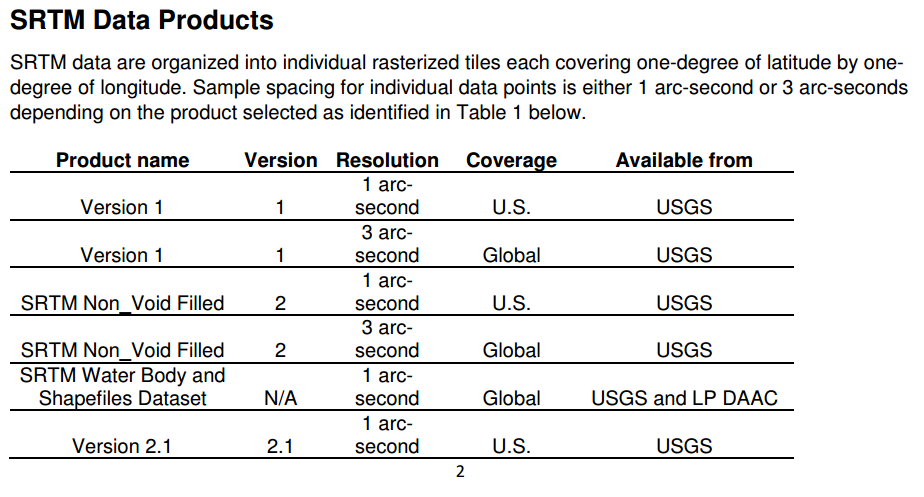 SRTM Data Products
SRTM data are organized into individual rasterized tiles each covering one-degree of latitude by one-
degree of longitude. Sample spacing for individual data points is either 1 arc-second or 3 arc-seconds
depending on the product selected as identified in Table 1 below.
Product name Version Resolution Coverage Available from
1 arc-
Version 1 1 second U.S. USGS
3 arc-
Version 1 1 second Global USGS
1 arc-
SRTM Non_Void Filled 2 second U.S. USGS
3 arc-
SRTM Non_Void Filled 2 second Global USGS
SRTM Water Body and 1 arc-
Shapefiles Dataset N/A second Global USGS and LP DAAC
1 arc-
Version 2.1 2.1 second U.S. USGS
2